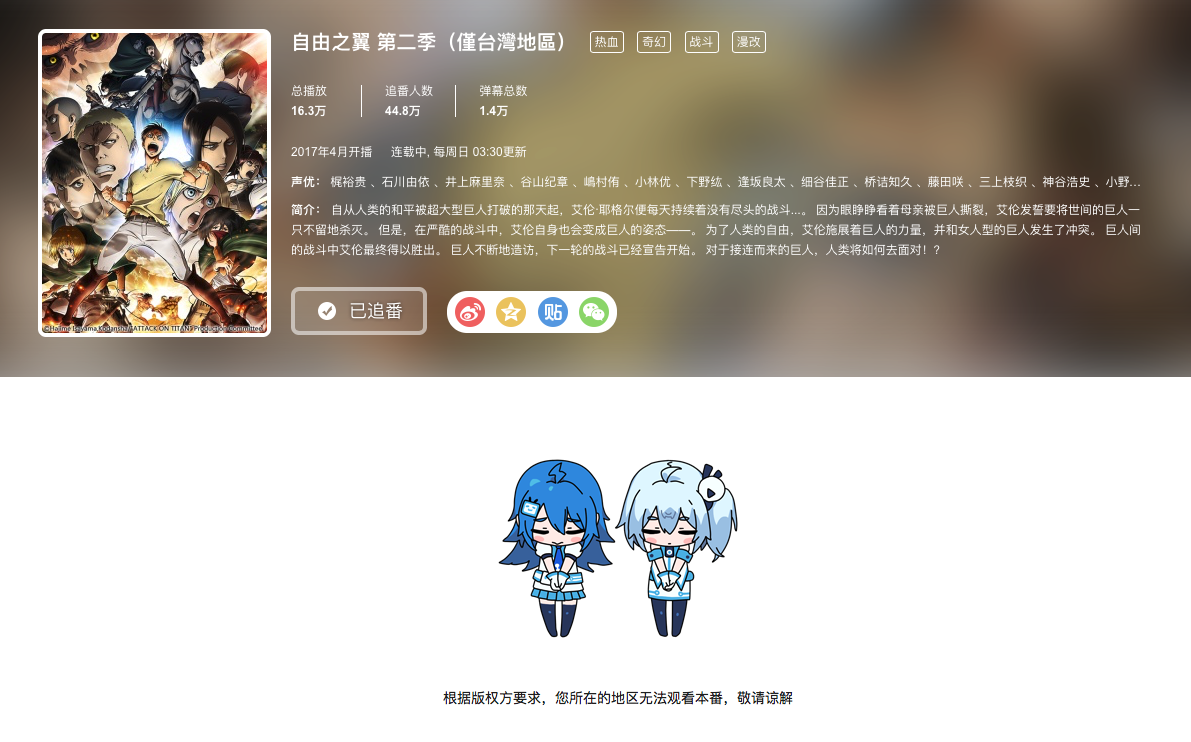 自由之翼 第二季（僅台灣地區）
热血 奇幻 战斗 漫改
总播放 追番人数 弹幕总数
16.3万 44.8万 1.4万
2017年4月开播 连载中, 每周日 03:30更新
声优： 梶裕贵 、石川由依 、井上麻里奈 、谷山纪章 、嶋村侑 、小林优 、下野纮 、逢坂良太 、细谷佳正 、桥诘知久 、藤田咲 、三上枝织 、神谷浩史 、小野...
简介： 自从人类的和平被超大型巨人打破的那天起，艾伦·耶格尔便每天持续着没有尽头的战斗...。 因为眼睁睁看着母亲被巨人撕裂，艾伦发誓要将世间的巨人一
只不留地杀灭。 但是，在严酷的战斗中，艾伦自身也会变成巨人的姿态——。 为了人类的自由，艾伦施展着巨人的力量，并和女人型的巨人发生了冲突。 巨人间
的战斗中艾伦最终得以胜出。 巨人不断地造访，下一轮的战斗已经宣告开始。 对于接连而来的巨人，人类将如何去面对！？
©Hajime Isayama,Kodansha/"ATTACK ON TITAN" Production Committee.
已追番
贴
根据版权方要求，您所在的地区无法观看本番，敬请谅解